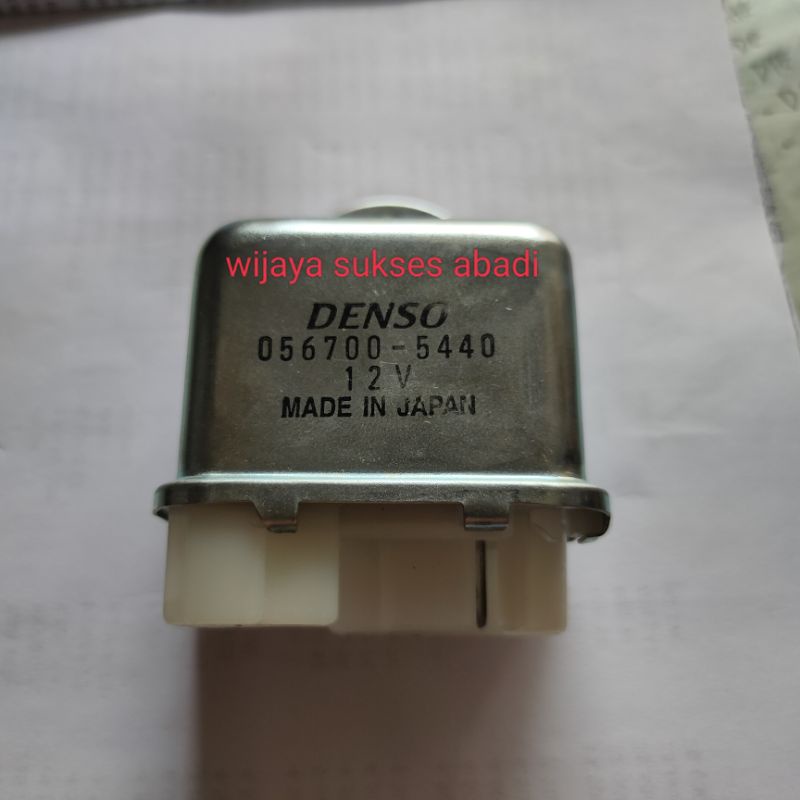 wijaya sukses abadi
DENSO
056700-5440
12V
MADE IN JAPAN